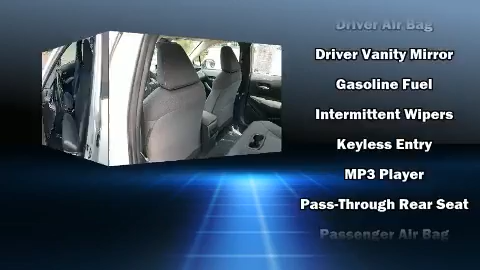 Driver Air Bag
Driver Vanity Mirror
Gasoline Fuel
Intermittent Wipers
Keyless Entry
MP3 Player
Pass-Through Rear Seat
Passenger Air Bag